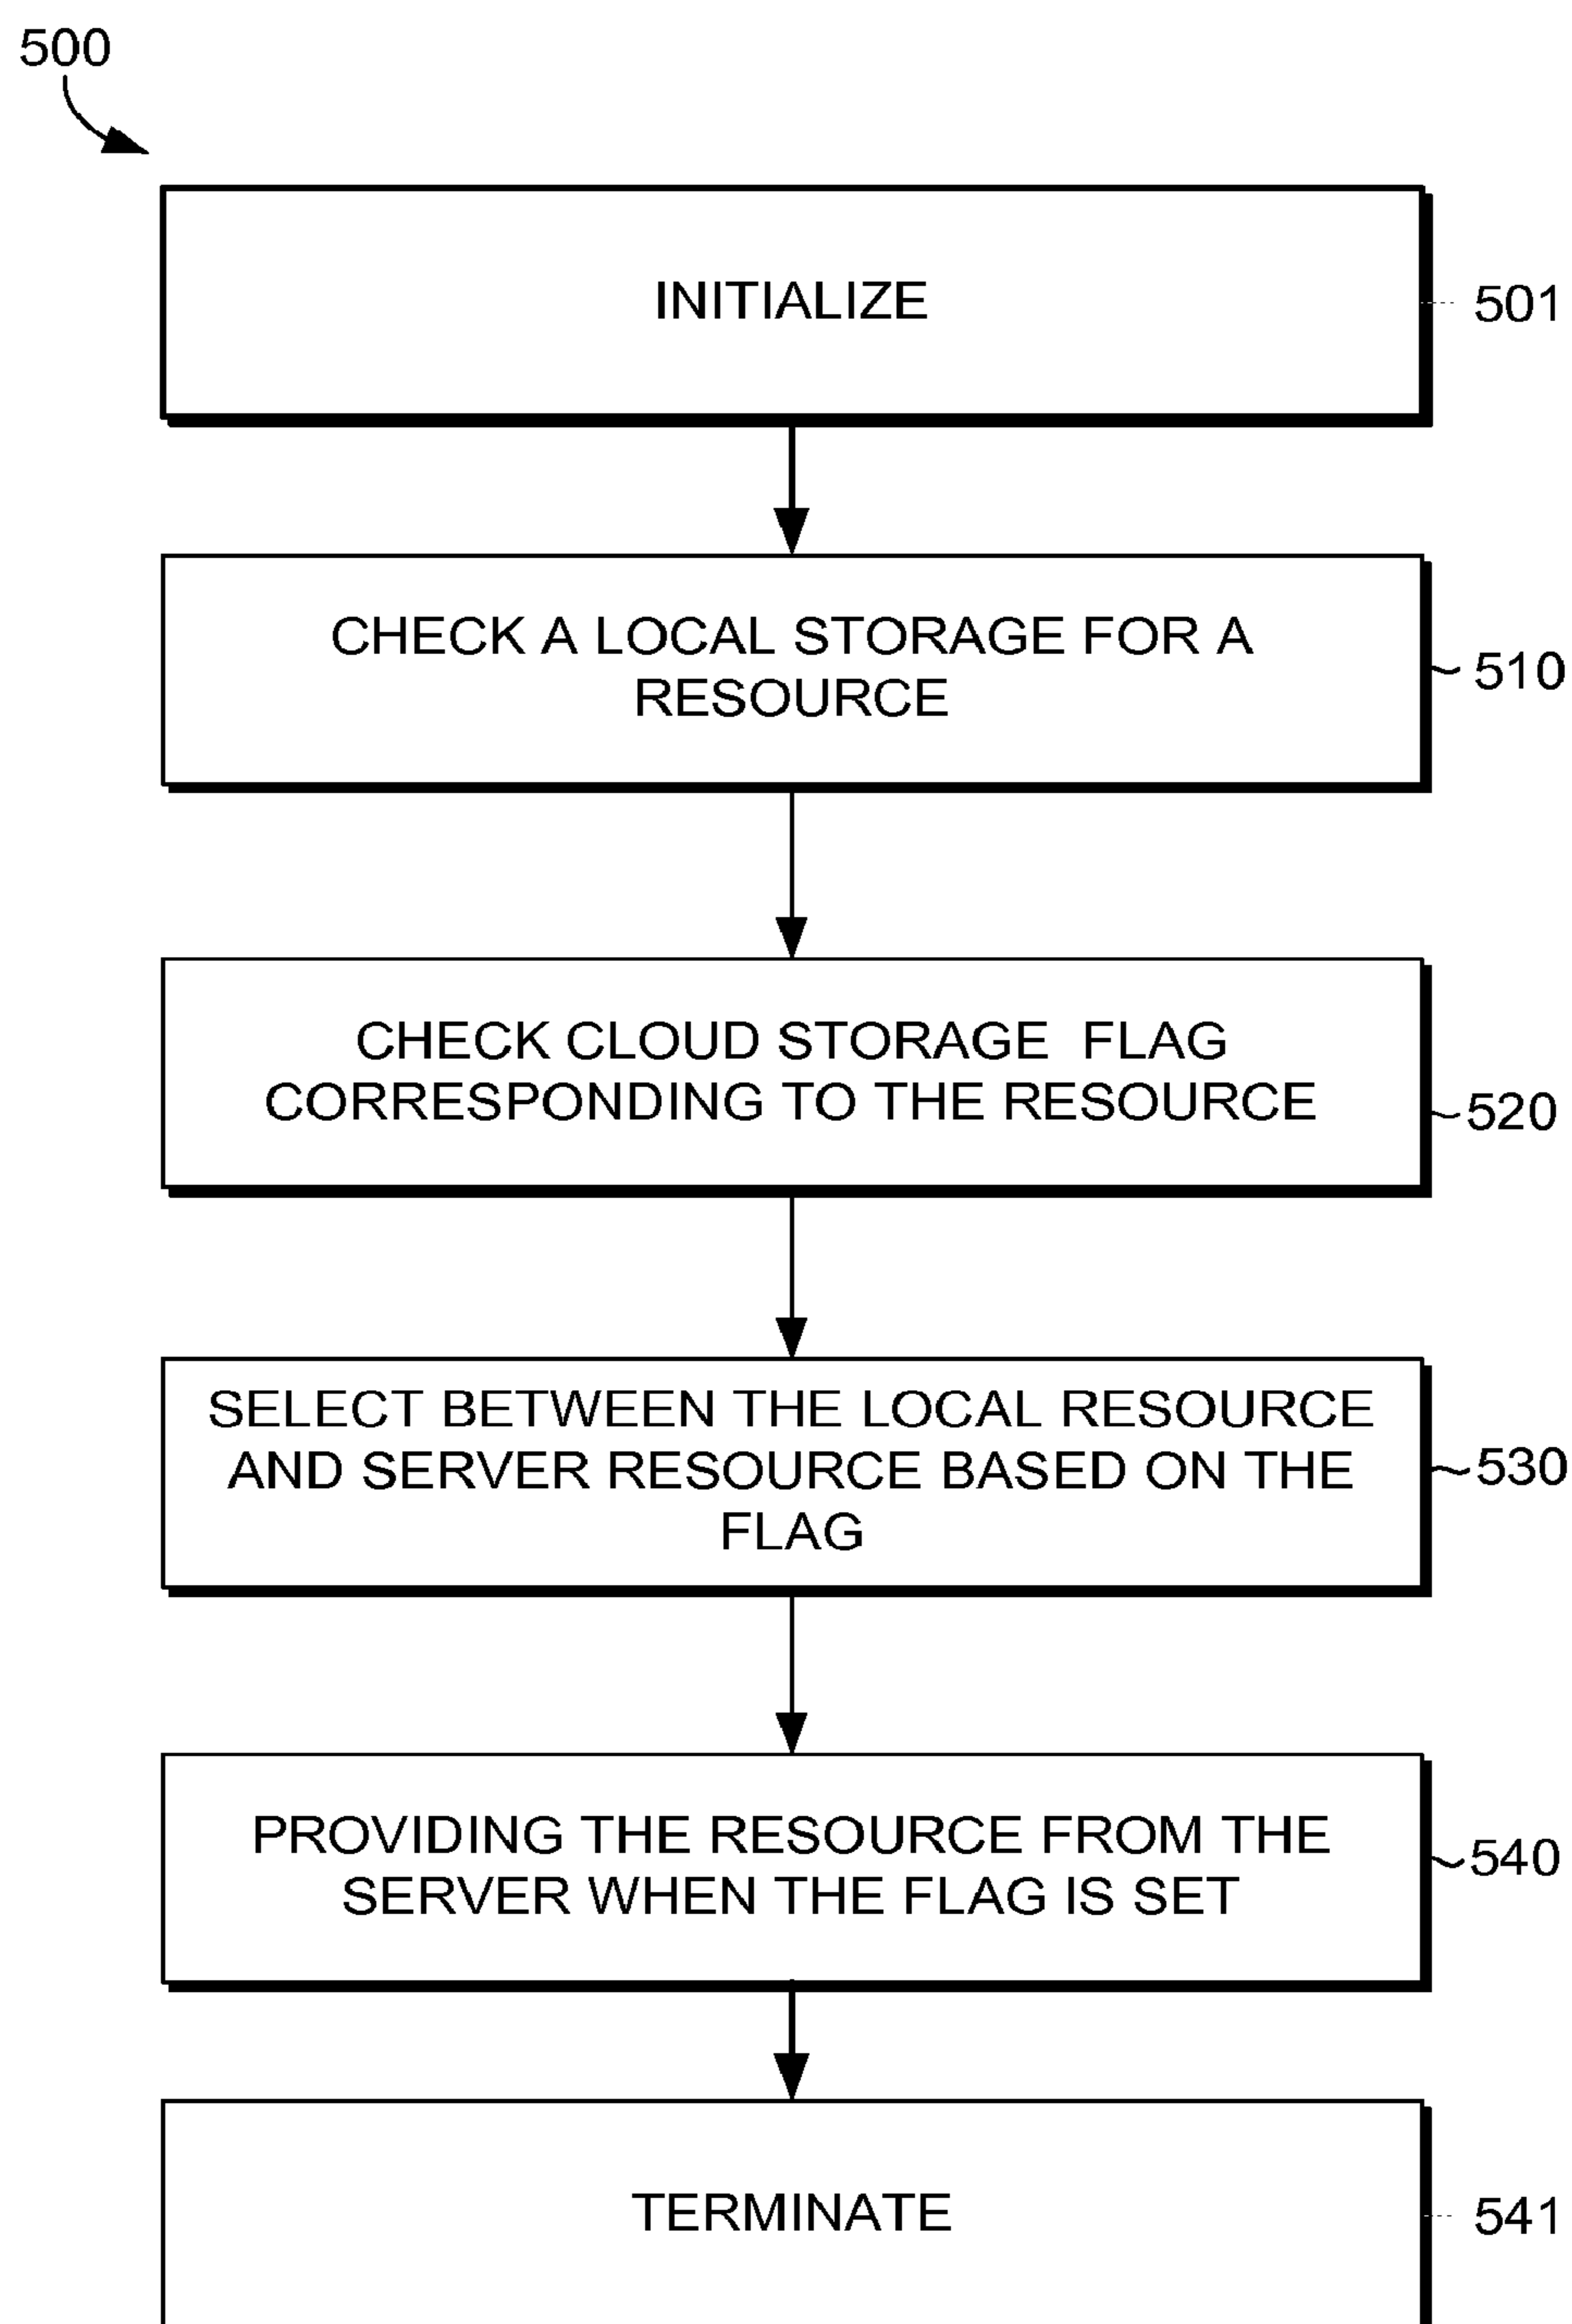 500
INITIALIZE
501
CHECK A LOCAL STORAGE FOR A
RESOURCE
510
CHECK CLOUD STORAGE FLAG
CORRESPONDING TO THE RESOURCE
520
SELECT BETWEEN THE LOCAL RESOURCE
AND SERVER RESOURCE BASED ON THE
FLAG
530
PROVIDING THE RESOURCE FROM THE
SERVER WHEN THE FLAG IS SET
540
TERMINATE
541